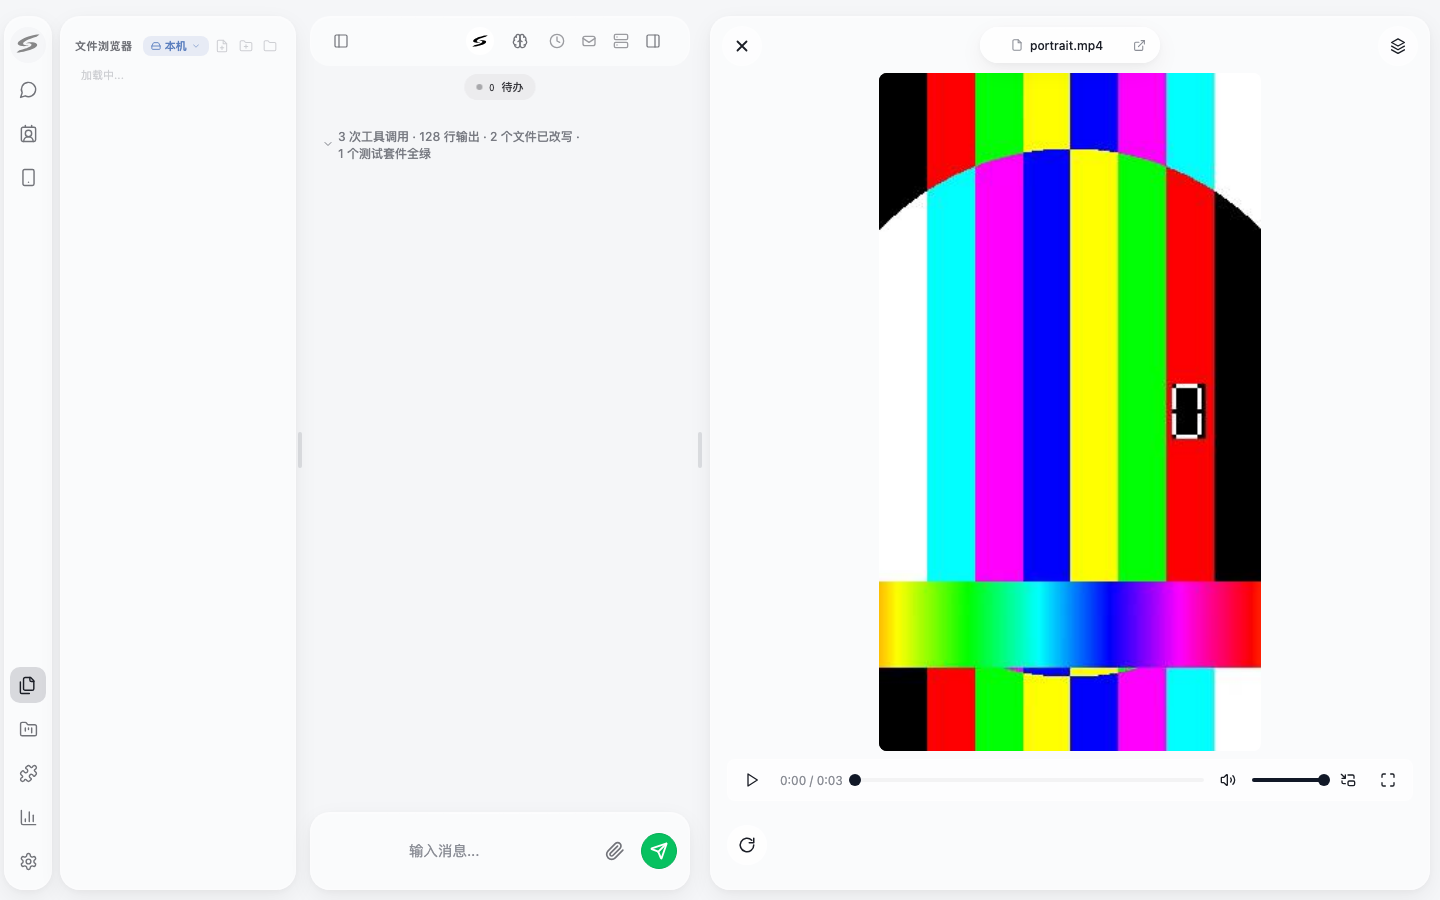 文件浏览器 本机
加载中...
0 待办
3 次工具调用 · 128 行输出 · 2 个文件已改写 ·
1 个测试套件全绿
输入消息...
portrait.mp4
0
0:00 / 0:03